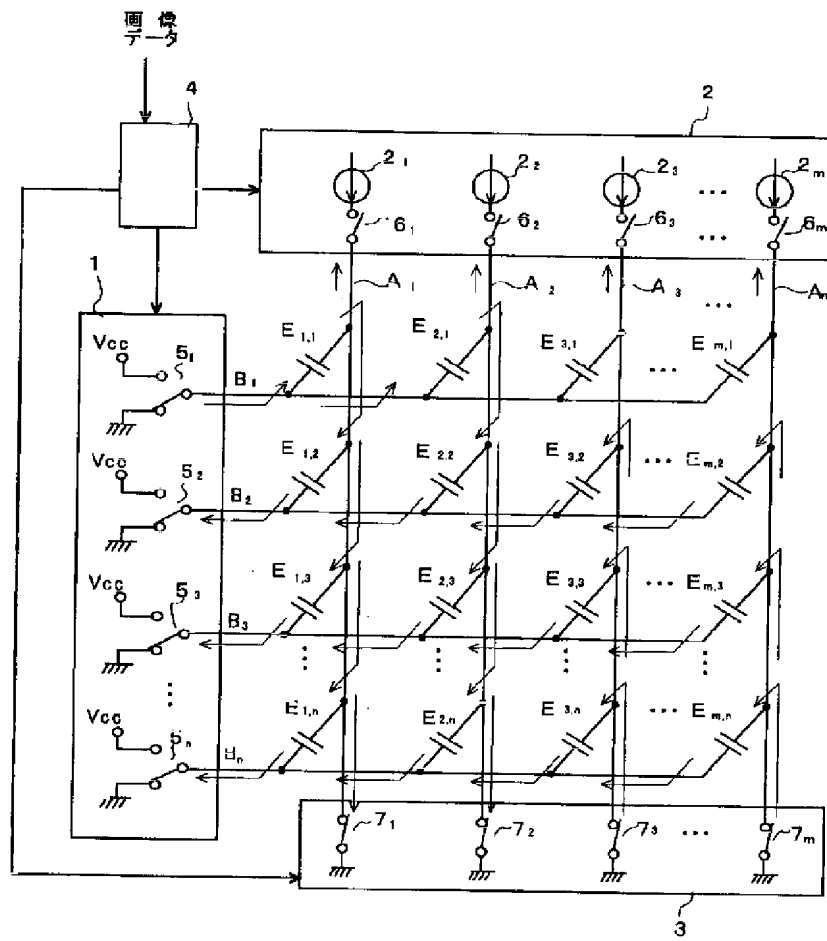 画像
データ
4
2
2₁ 2₂ 2₃ 2m
6₁ 6₂ 6₃ ... 6m
1
A₁ A₂ A₃ ... Am
Vcc 5₁
B₁ E₁,₁ E₂,₁ E₃,₁ ... Em,₁
Vcc 5₂
B₂ E₁,₂ E₂,₂ E₃,₂ ... Em,₂
Vcc 5₃
B₃ E₁,₃ E₂,₃ E₃,₃ ... Em,₃
Vcc 5n
Bn E₁,n E₂,n E₃,n ... Em,n
7₁ 7₂ 7₃ ... 7m
3